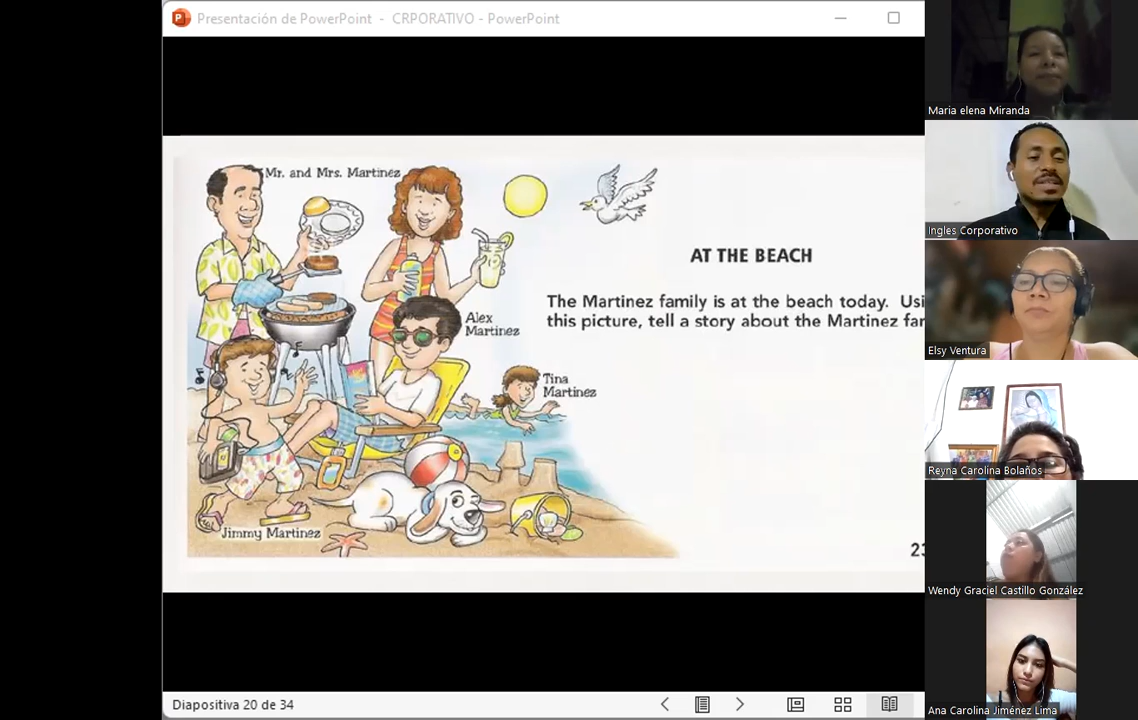 Presentación de PowerPoint - CRPORATIVO - PowerPoint
Mr. and Mrs. Martinez
Alex
Martinez
Tina
Martinez
Jimmy Martinez
AT THE BEACH
The Martinez family is at the beach today. Usi
this picture, tell a story about the Martinez far
23
Diapositiva 20 de 34
Maria elena Miranda
Ingles Corporativo
Elsy Ventura
Reyna Carolina Bolaños
Wendy Graciel Castillo González
Ana Carolina Jiménez Lima